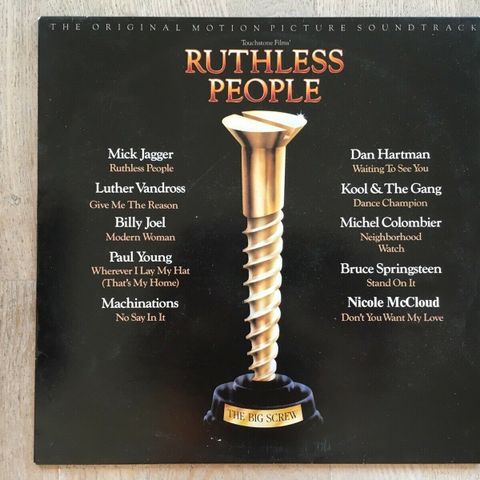 THE ORIGINAL MOTION PICTURE SOUNDTRACK
Touchstone Films'
RUTHLESS
PEOPLE
Mick Jagger
Ruthless People
Luther Vandross
Give Me The Reason
Billy Joel
Modern Woman
Paul Young
Wherever I Lay My Hat
(That's My Home)
Machinations
No Say In It
Dan Hartman
Waiting To See You
Kool & The Gang
Dance Champion
Michel Colombier
Neighborhood
Watch
Bruce Springsteen
Stand On It
Nicole McCloud
Don't You Want My Love
THE BIG SCREW